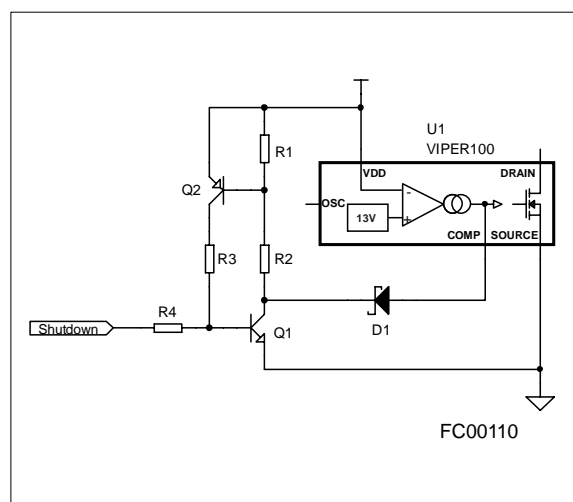 U1
VIPER100
R1
VDD
DRAIN
Q2
OSC
-
13V
+
COMP
SOURCE
R3
R2
D1
R4
Shutdown
Q1
FC00110